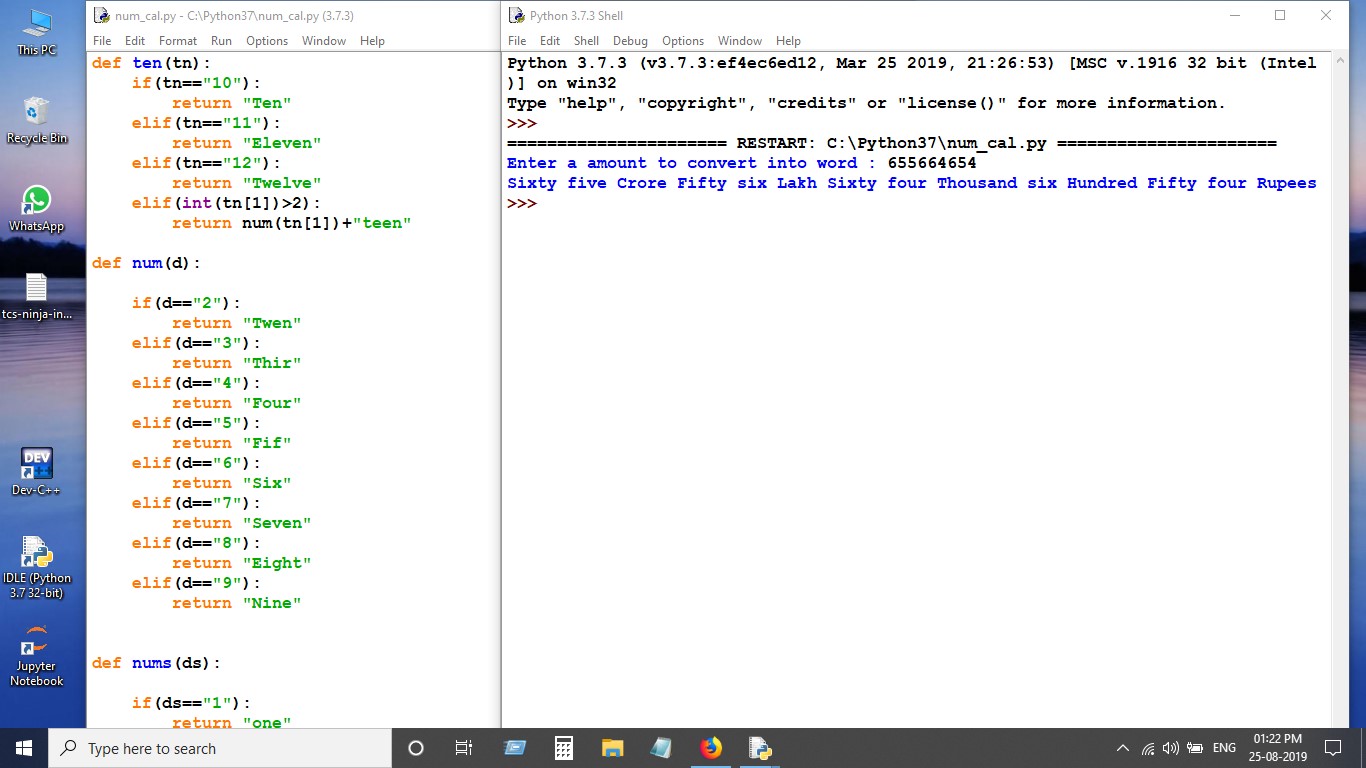 This PC
Recycle Bin
WhatsApp
tcs-ninja-in...
DEV
Dev-C++
IDLE (Python
3.7 32-bit)
Jupyter
Notebook
num_cal.py - C:\Python37\num_cal.py (3.7.3)
File Edit Format Run Options Window Help
def ten(tn):
    if(tn=="10"):
        return "Ten"
    elif(tn=="11"):
        return "Eleven"
    elif(tn=="12"):
        return "Twelve"
    elif(int(tn[1])>2):
        return num(tn[1])+"teen"
def num(d):
    if(d=="2"):
        return "Twen"
    elif(d=="3"):
        return "Thir"
    elif(d=="4"):
        return "Four"
    elif(d=="5"):
        return "Fif"
    elif(d=="6"):
        return "Six"
    elif(d=="7"):
        return "Seven"
    elif(d=="8"):
        return "Eight"
    elif(d=="9"):
        return "Nine"
def nums(ds):
    if(ds=="1"):
        return "one"
Python 3.7.3 Shell
File Edit Shell Debug Options Window Help
Python 3.7.3 (v3.7.3:ef4ec6ed12, Mar 25 2019, 21:26:53) [MSC v.1916 32 bit (Intel
)] on win32
Type "help", "copyright", "credits" or "license()" for more information.
>>>
====================== RESTART: C:\Python37\num_cal.py ======================
Enter a amount to convert into word : 655664654
Sixty five Crore Fifty six Lakh Sixty four Thousand six Hundred Fifty four Rupees
>>>
Type here to search
ENG
01:22 PM
25-08-2019